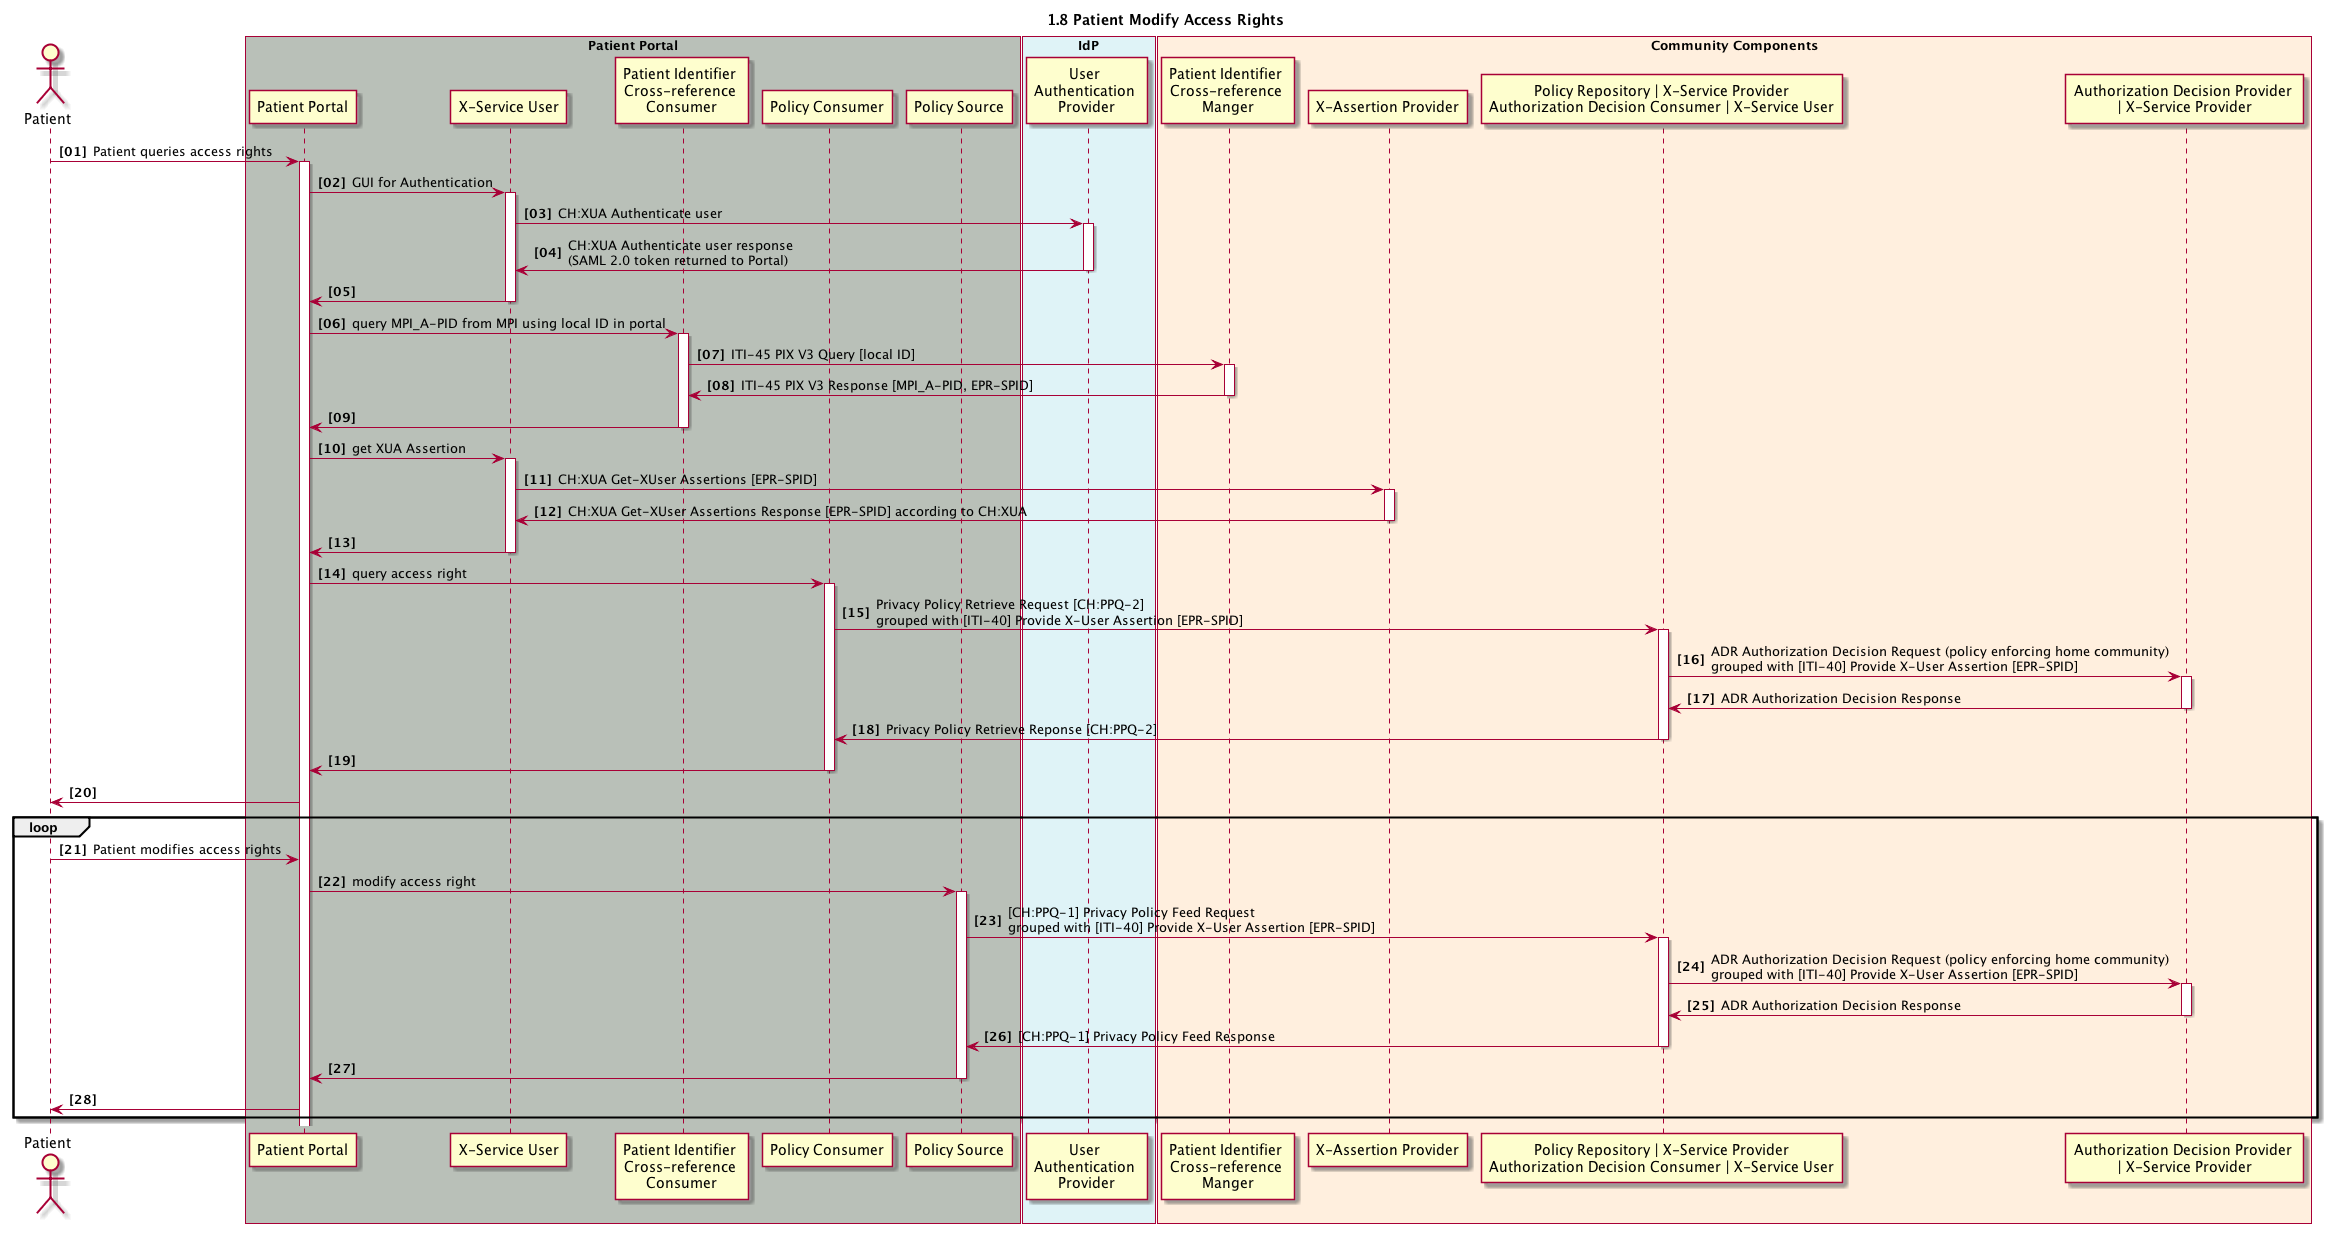 1.8 Patient Modify Access Rights
Patient Portal
IdP
Community Components
Patient
Patient Portal
X-Service User
Patient Identifier
Cross-reference
Consumer
Policy Consumer
Policy Source
User
Authentication
Provider
Patient Identifier
Cross-reference
Manger
X-Assertion Provider
Policy Repository | X-Service Provider
Authorization Decision Consumer | X-Service User
Authorization Decision Provider
| X-Service Provider
[01] Patient queries access rights
[02] GUI for Authentication
[03] CH:XUA Authenticate user
[04] CH:XUA Authenticate user response
(SAML 2.0 token returned to Portal)
[05]
[06] query MPI_A-PID from MPI using local ID in portal
[07] ITI-45 PIX V3 Query [local ID]
[08] ITI-45 PIX V3 Response [MPI_A-PID, EPR-SPID]
[09]
[10] get XUA Assertion
[11] CH:XUA Get-XUser Assertions [EPR-SPID]
[12] CH:XUA Get-XUser Assertions Response [EPR-SPID] according to CH:XUA
[13]
[14] query access right
[15] Privacy Policy Retrieve Request [CH:PPQ-2]
grouped with [ITI-40] Provide X-User Assertion [EPR-SPID]
[16] ADR Authorization Decision Request (policy enforcing home community)
grouped with [ITI-40] Provide X-User Assertion [EPR-SPID]
[17] ADR Authorization Decision Response
[18] Privacy Policy Retrieve Reponse [CH:PPQ-2]
[19]
[20]
loop
[21] Patient modifies access rights
[22] modify access right
[23] [CH:PPQ-1] Privacy Policy Feed Request
grouped with [ITI-40] Provide X-User Assertion [EPR-SPID]
[24] ADR Authorization Decision Request (policy enforcing home community)
grouped with [ITI-40] Provide X-User Assertion [EPR-SPID]
[25] ADR Authorization Decision Response
[26] [CH:PPQ-1] Privacy Policy Feed Response
[27]
[28]
Patient
Patient Portal
X-Service User
Patient Identifier
Cross-reference
Consumer
Policy Consumer
Policy Source
User
Authentication
Provider
Patient Identifier
Cross-reference
Manger
X-Assertion Provider
Policy Repository | X-Service Provider
Authorization Decision Consumer | X-Service User
Authorization Decision Provider
| X-Service Provider